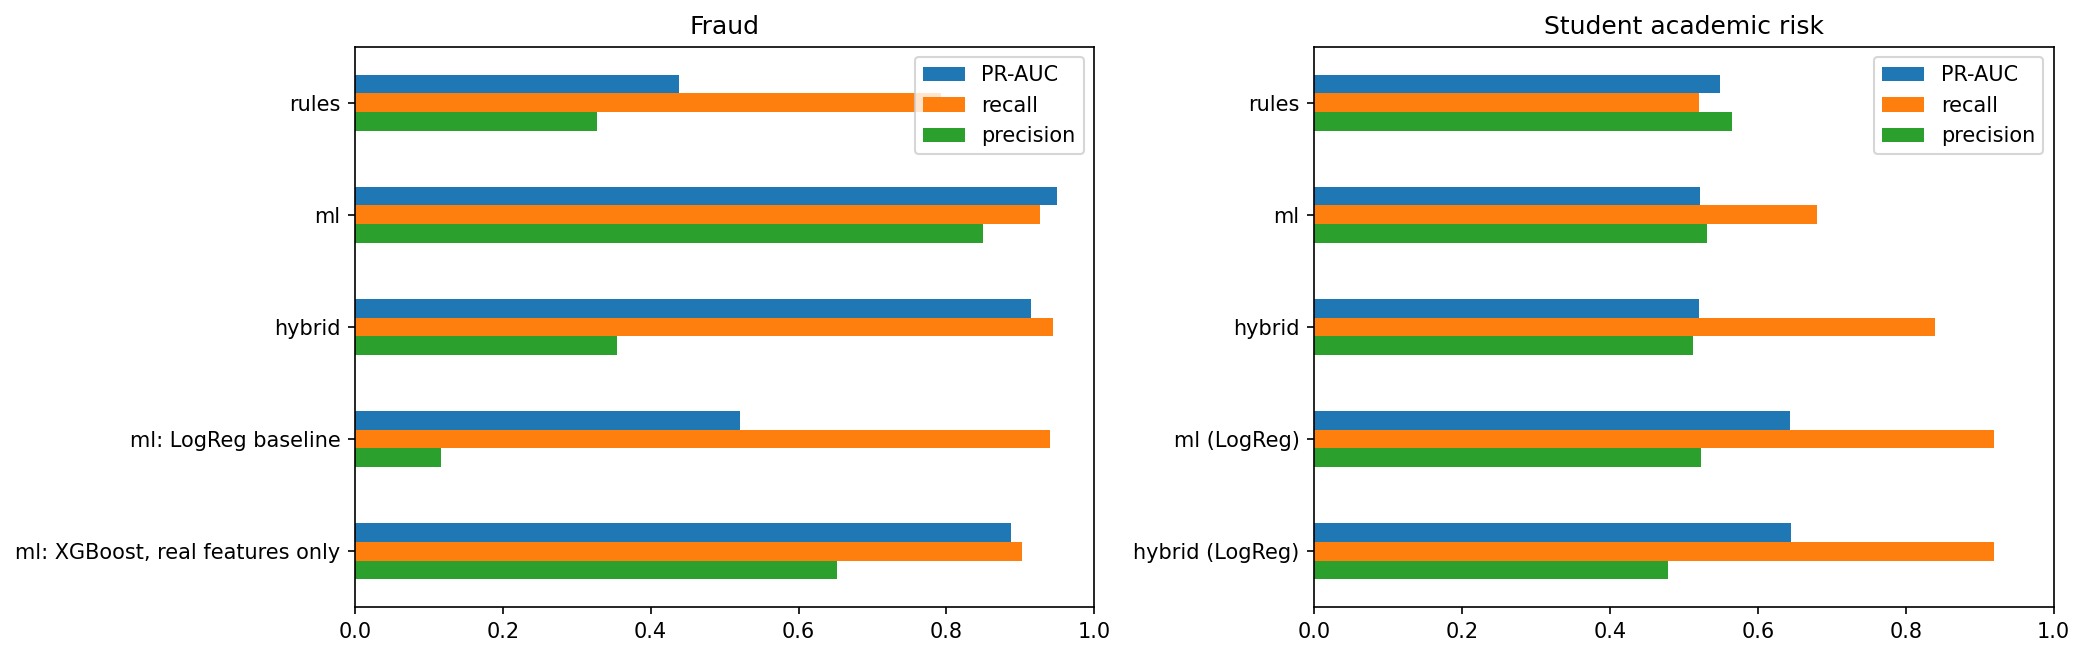 Fraud
PR-AUC
recall
precision
rules
ml
hybrid
ml: LogReg baseline
ml: XGBoost, real features only
0.0 0.2 0.4 0.6 0.8 1.0
Student academic risk
PR-AUC
recall
precision
rules
ml
hybrid
ml (LogReg)
hybrid (LogReg)
0.0 0.2 0.4 0.6 0.8 1.0